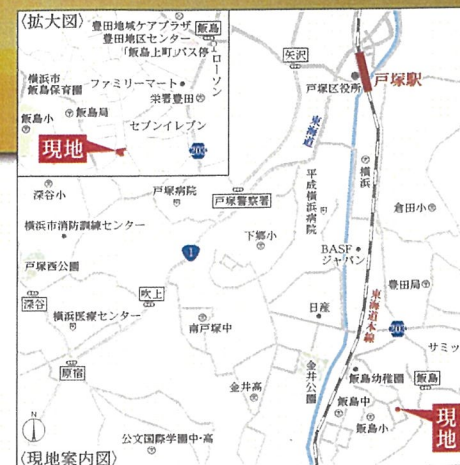 〈拡大図〉
豊田地域ケアプラザ
豊田地区センター
「飯島上町」バス停
飯島
ローソン
横浜市
飯島保育園
ファミリーマート
栄署豊田
飯島小
飯島局
セブンイレブン
現地
203
矢沢
戸塚区役所
戸塚駅
東海道
横浜
深谷小
戸塚病院
戸塚警察署
平成横浜病院
倉田小
横浜市消防訓練センター
下郷小
1
BASF
ジャパン
戸塚西公園
深谷
吹上
横浜医療センター
南戸塚中
日産
豊田局
東海道本線
203
サミッ
原宿
金井公園
金井高
飯島幼稚園
飯島
飯島中
飯島小
現地
N
公文国際学園中・高
〈現地案内図〉